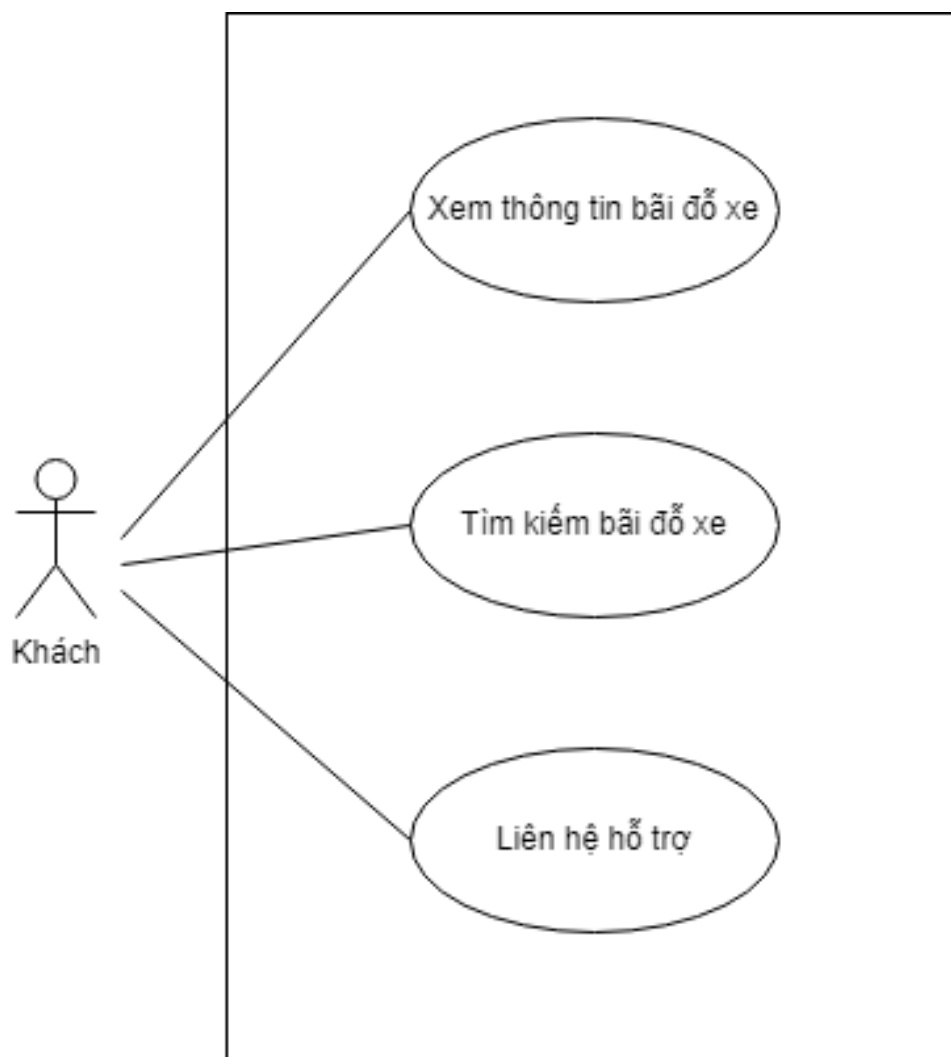 Xem thông tin bãi đỗ xe
Tìm kiếm bãi đỗ xe
Khách
Liên hệ hỗ trợ